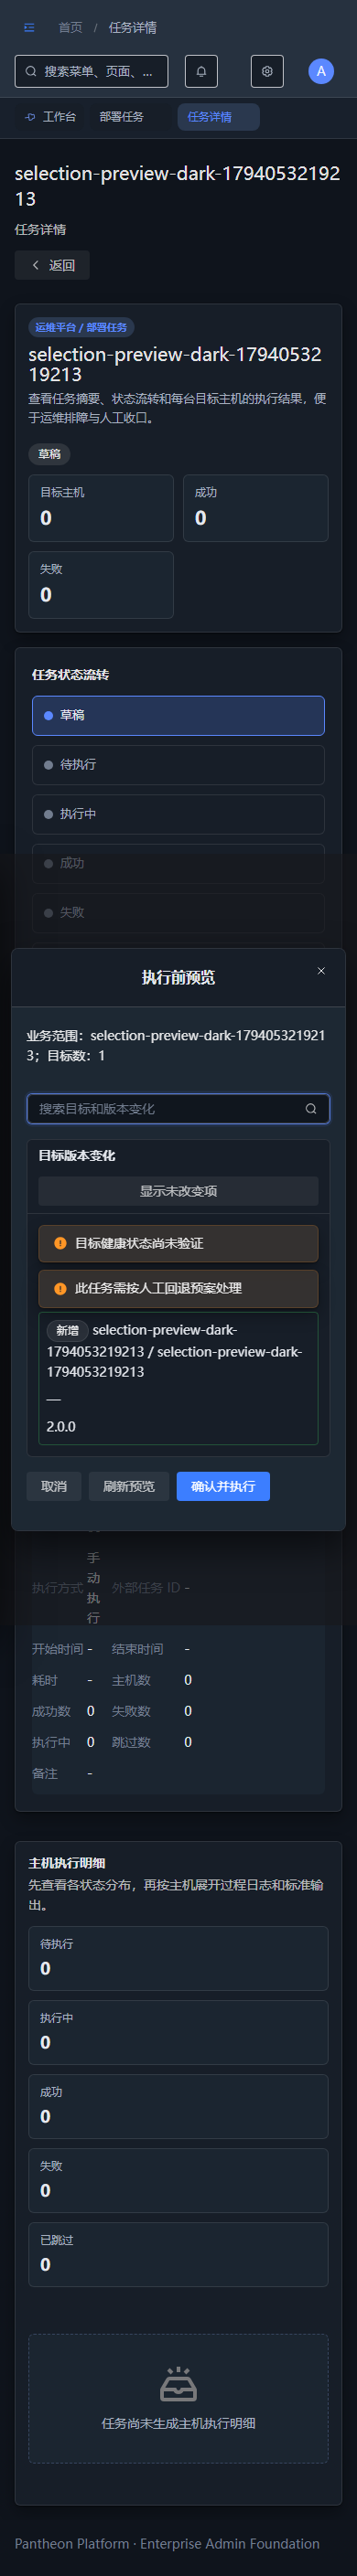 首页 / 任务详情
搜索菜单、页面、...
A
工作台 部署任务 任务详情
selection-preview-dark-17940532192
13
任务详情
返回
运维平台 / 部署任务
selection-preview-dark-17940532
19213
查看任务摘要、状态流转和每台目标主机的执行结果，便
于运维排障与人工收口。
草稿
目标主机
0
成功
0
失败
0
任务状态流转
草稿
待执行
执行中
成功
失败
执行前预览
业务范围：selection-preview-dark-179405321921
3；目标数：1
搜索目标和版本变化
目标版本变化
显示未改变项
目标健康状态尚未验证
此任务需按人工回退预案处理
新增 selection-preview-dark-
1794053219213 / selection-preview-dark-
1794053219213
—
2.0.0
取消 刷新预览 确认并执行
执行方式 手动执行 外部任务 ID -
开始时间 - 结束时间 -
耗时 - 主机数 0
成功数 0 失败数 0
执行中 0 跳过数 0
备注 -
主机执行明细
先查看各状态分布，再按主机展开过程日志和标准输
出。
待执行
0
执行中
0
成功
0
失败
0
已跳过
0
任务尚未生成主机执行明细
Pantheon Platform · Enterprise Admin Foundation